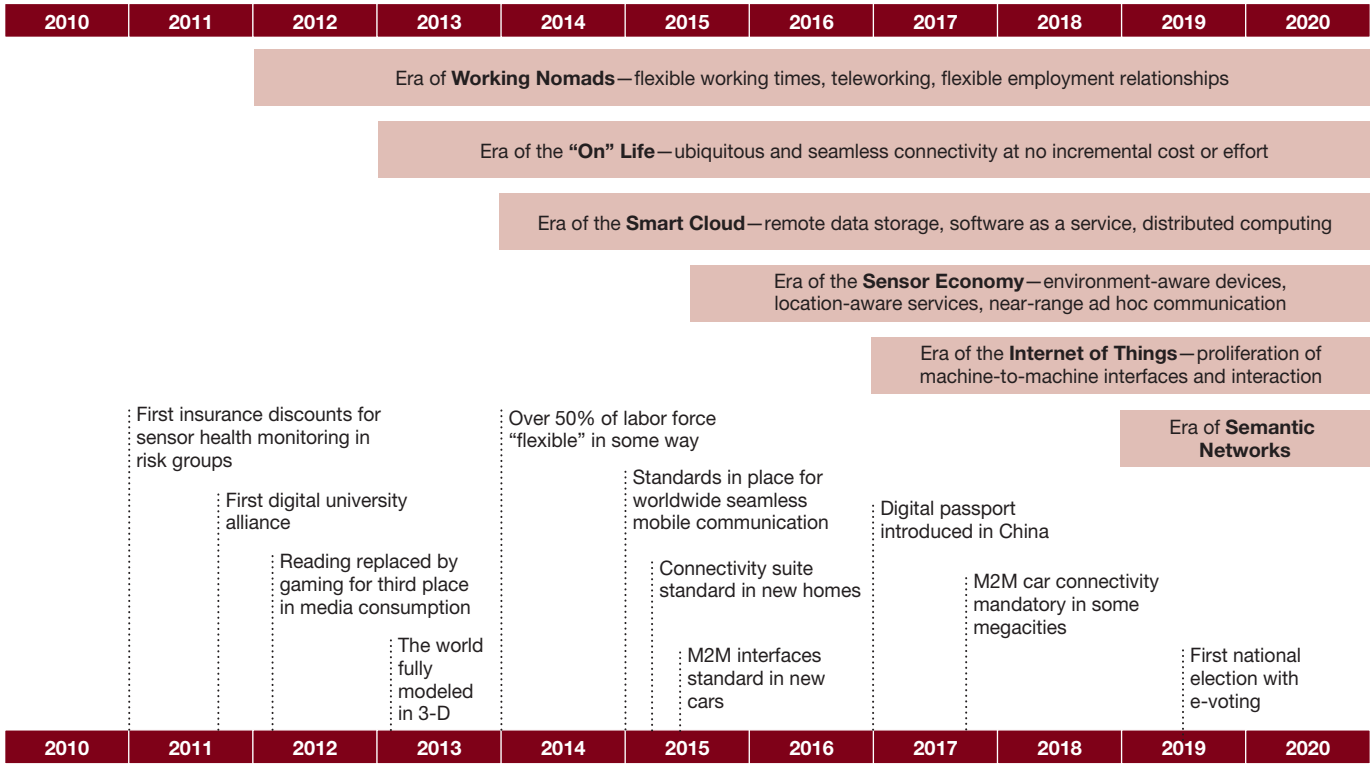 2010 2011 2012 2013 2014 2015 2016 2017 2018 2019 2020
Era of Working Nomads—flexible working times, teleworking, flexible employment relationships
Era of the “On” Life—ubiquitous and seamless connectivity at no incremental cost or effort
Era of the Smart Cloud—remote data storage, software as a service, distributed computing
Era of the Sensor Economy—environment-aware devices,
location-aware services, near-range ad hoc communication
Era of the Internet of Things—proliferation of
machine-to-machine interfaces and interaction
Era of Semantic
Networks
First insurance discounts for
sensor health monitoring in
risk groups
First digital university
alliance
Reading replaced by
gaming for third place
in media consumption
The world
fully
modeled
in 3-D
Over 50% of labor force
“flexible” in some way
Standards in place for
worldwide seamless
mobile communication
Connectivity suite
standard in new homes
M2M interfaces
standard in new
cars
Digital passport
introduced in China
M2M car connectivity
mandatory in some
megacities
First national
election with
e-voting
2010 2011 2012 2013 2014 2015 2016 2017 2018 2019 2020